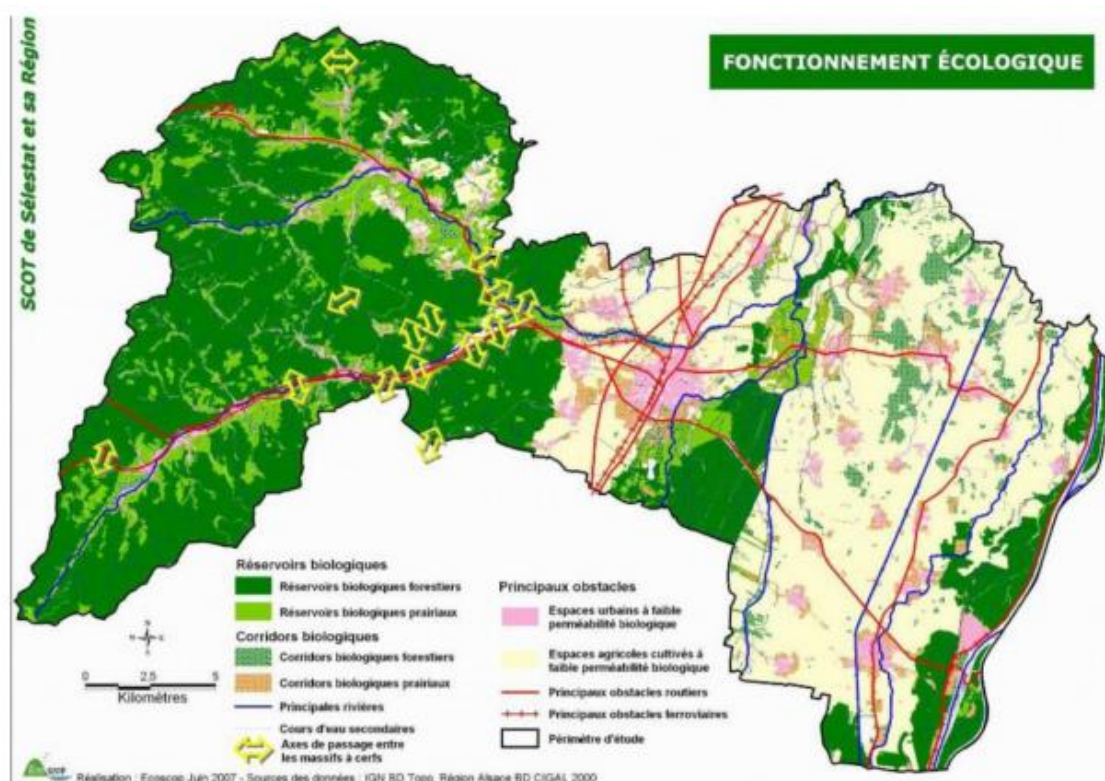 SCOT de Sélestat et sa Région
FONCTIONNEMENT ÉCOLOGIQUE
Réservoirs biologiques
Réservoirs biologiques forestiers
Réservoirs biologiques prairiaux
Corridors biologiques
Corridors biologiques forestiers
Corridors biologiques prairiaux
Principales rivières
Cours d'eau secondaires
Axes de passage entre
les massifs à cerfs
Principaux obstacles
Espaces urbains à faible
perméabilité biologique
Espaces agricoles cultivés à
faible perméabilité biologique
Principaux obstacles routiers
Principaux obstacles ferroviaires
Périmètre d'étude
0 2.5 5
Kilomètres
Réalisation : Ecoscop Juin 2007 - Sources des données : IGN BD Topo, Région Alsace BD CIGAL 2000